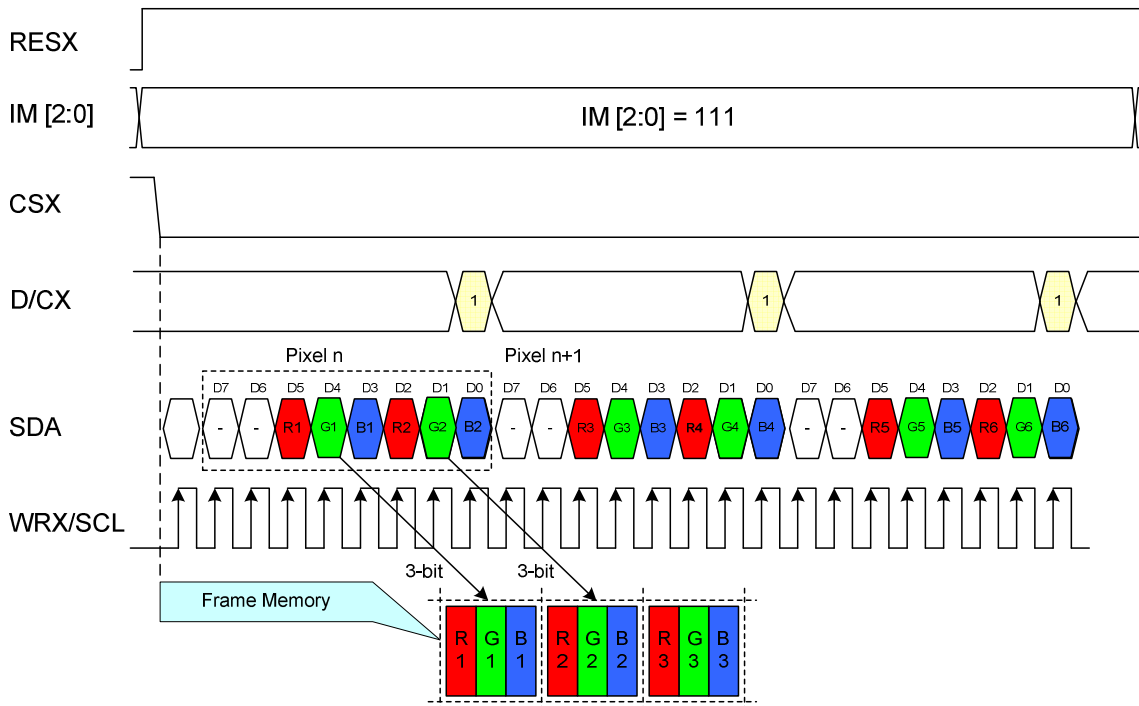 RESX
IM [2:0]
IM [2:0] = 111
CSX
D/CX
1 1 1
Pixel n Pixel n+1
D7 D6 D5 D4 D3 D2 D1 D0 D7 D6 D5 D4 D3 D2 D1 D0 D7 D6 D5 D4 D3 D2 D1 D0
SDA
- - R1 G1 B1 R2 G2 B2 - - R3 G3 B3 R4 G4 B4 - - R5 G5 B5 R6 G6 B6
WRX/SCL
3-bit 3-bit
Frame Memory
R G B R G B R G B
1 1 1 2 2 2 3 3 3